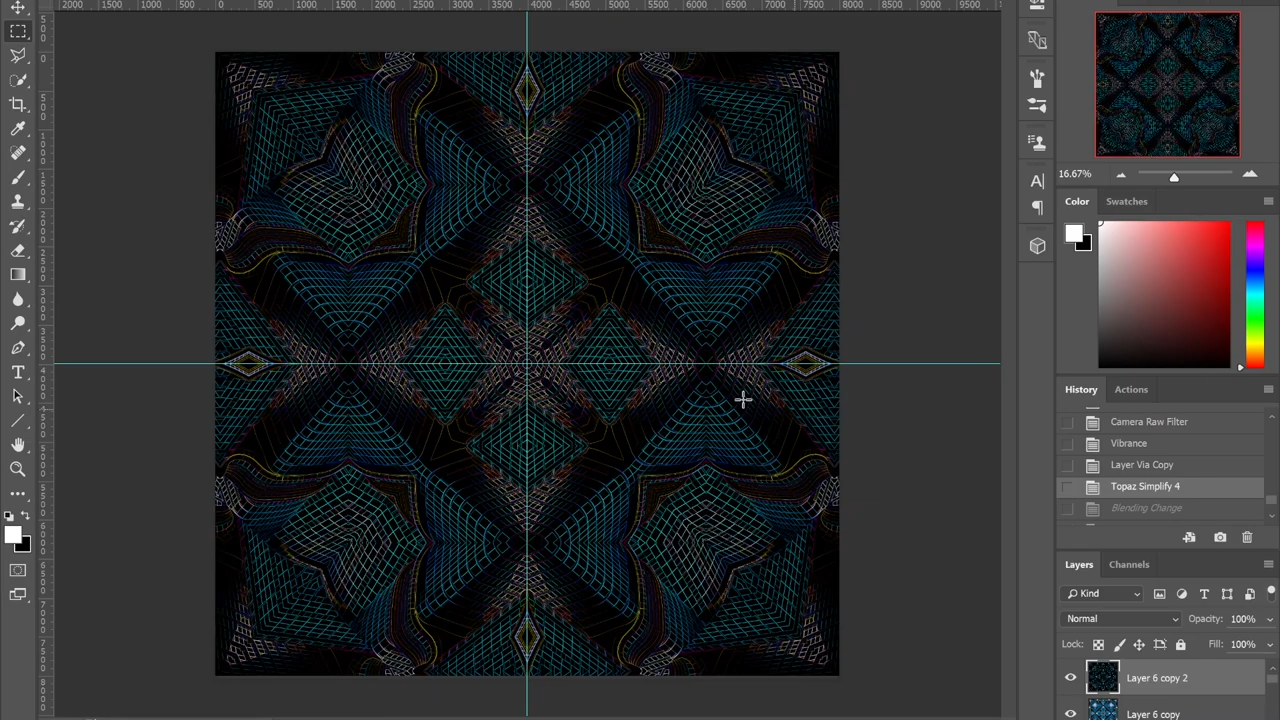 2000 1500 1000 500 0 500 1000 1500 2000 2500 3000 3500 4000 4500 5000 5500 6000 6500 7000 7500 8000 8500 9000 9500
16.67%
Color Swatches
History Actions
Camera Raw Filter
Vibrance
Layer Via Copy
Topaz Simplify 4
Blending Change
Layers Channels
Kind
Normal Opacity: 100%
Lock: Fill: 100%
Layer 6 copy 2
Layer 6 copy